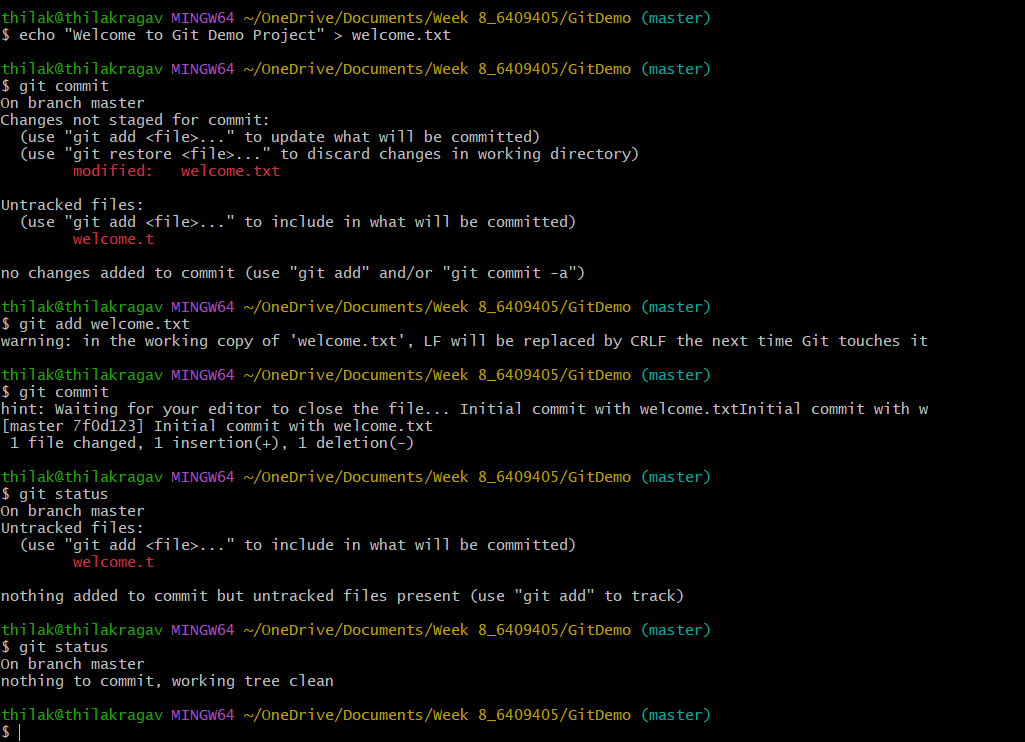 thilak@thilakragav MINGW64 ~/OneDrive/Documents/Week 8_6409405/GitDemo (master)
$ echo "Welcome to Git Demo Project" > welcome.txt

thilak@thilakragav MINGW64 ~/OneDrive/Documents/Week 8_6409405/GitDemo (master)
$ git commit
On branch master
Changes not staged for commit:
  (use "git add <file>..." to update what will be committed)
  (use "git restore <file>..." to discard changes in working directory)
        modified:   welcome.txt

Untracked files:
  (use "git add <file>..." to include in what will be committed)
        welcome.t

no changes added to commit (use "git add" and/or "git commit -a")

thilak@thilakragav MINGW64 ~/OneDrive/Documents/Week 8_6409405/GitDemo (master)
$ git add welcome.txt
warning: in the working copy of 'welcome.txt', LF will be replaced by CRLF the next time Git touches it

thilak@thilakragav MINGW64 ~/OneDrive/Documents/Week 8_6409405/GitDemo (master)
$ git commit
hint: Waiting for your editor to close the file... Initial commit with welcome.txtInitial commit with w
[master 7f0d123] Initial commit with welcome.txt
 1 file changed, 1 insertion(+), 1 deletion(-)

thilak@thilakragav MINGW64 ~/OneDrive/Documents/Week 8_6409405/GitDemo (master)
$ git status
On branch master
Untracked files:
  (use "git add <file>..." to include in what will be committed)
        welcome.t

nothing added to commit but untracked files present (use "git add" to track)

thilak@thilakragav MINGW64 ~/OneDrive/Documents/Week 8_6409405/GitDemo (master)
$ git status
On branch master
nothing to commit, working tree clean

thilak@thilakragav MINGW64 ~/OneDrive/Documents/Week 8_6409405/GitDemo (master)
$